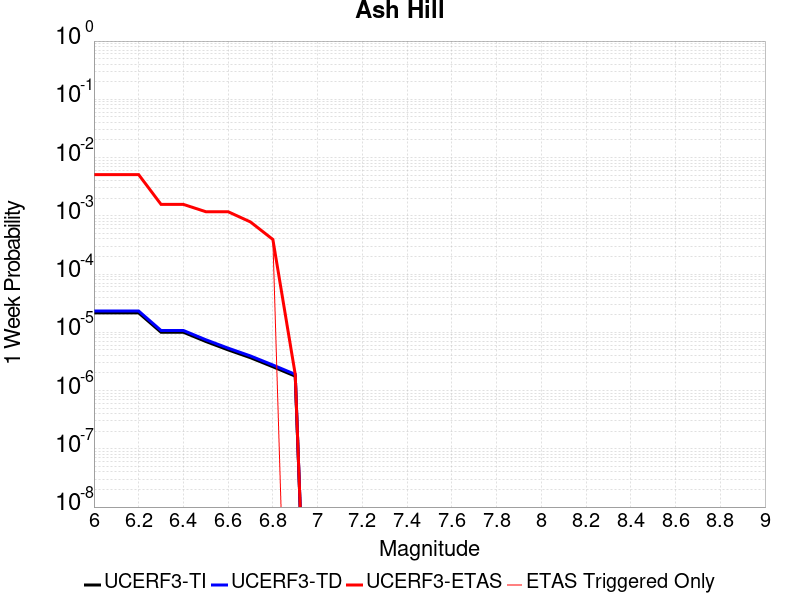 Ash Hill
10^0
10^-1
10^-2
10^-3
10^-4
10^-5
10^-6
10^-7
10^-8
1 Week Probability
6 6.2 6.4 6.6 6.8 7 7.2 7.4 7.6 7.8 8 8.2 8.4 8.6 8.8 9
Magnitude
UCERF3-TI UCERF3-TD UCERF3-ETAS ETAS Triggered Only